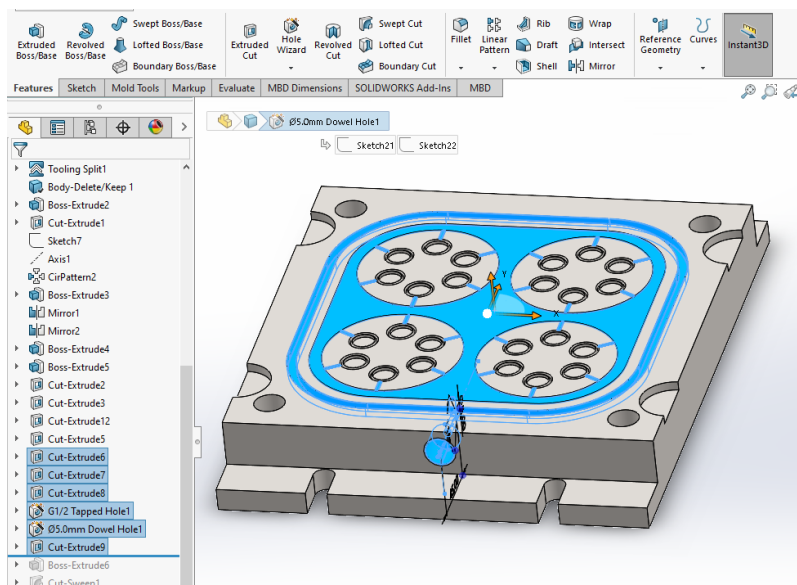 Extruded Boss/Base
Revolved Boss/Base
Swept Boss/Base
Lofted Boss/Base
Boundary Boss/Base
Extruded Cut
Hole Wizard
Revolved Cut
Swept Cut
Lofted Cut
Boundary Cut
Fillet
Linear Pattern
Rib
Draft
Shell
Wrap
Intersect
Mirror
Reference Geometry
Curves
Instant3D
Features
Sketch
Mold Tools
Markup
Evaluate
MBD Dimensions
SOLIDWORKS Add-Ins
MBD
Ø5.0mm Dowel Hole1
Sketch21
Sketch22
Tooling Split1
Body-Delete/Keep 1
Boss-Extrude2
Cut-Extrude1
Sketch7
Axis1
CirPattern2
Boss-Extrude3
Mirror1
Mirror2
Boss-Extrude4
Boss-Extrude5
Cut-Extrude2
Cut-Extrude3
Cut-Extrude12
Cut-Extrude5
Cut-Extrude6
Cut-Extrude7
Cut-Extrude8
G1/2 Tapped Hole1
Ø5.0mm Dowel Hole1
Cut-Extrude9
Boss-Extrude6
Cut-Sweep1
Y
X